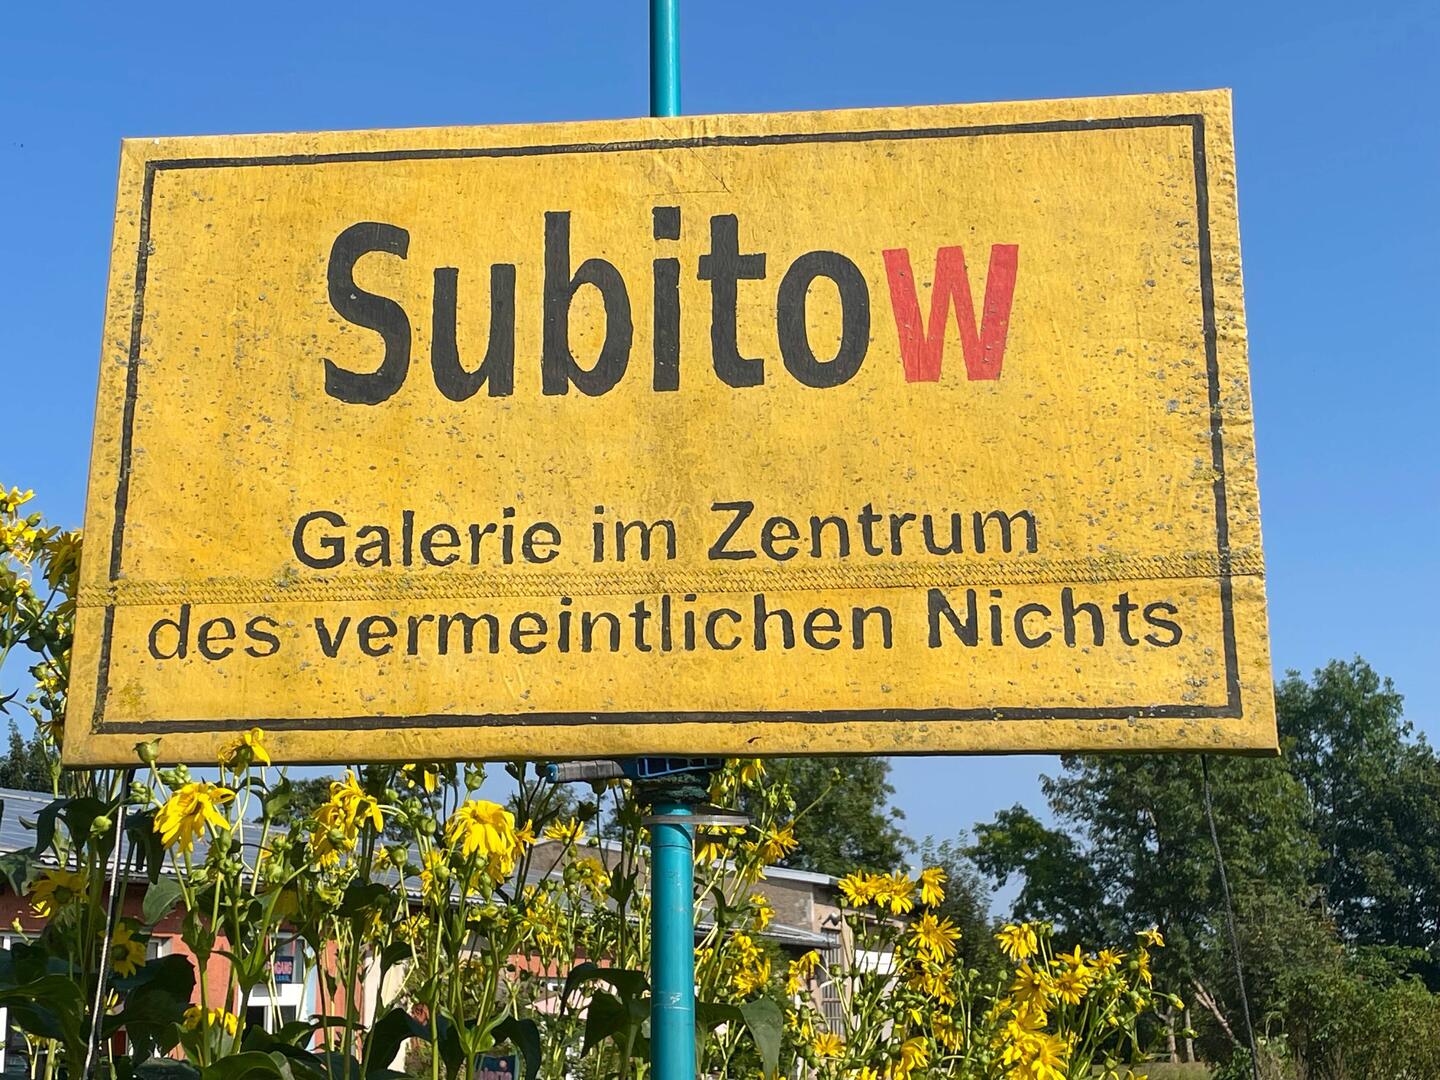 Subitow
Galerie im Zentrum
des vermeintlichen Nichts